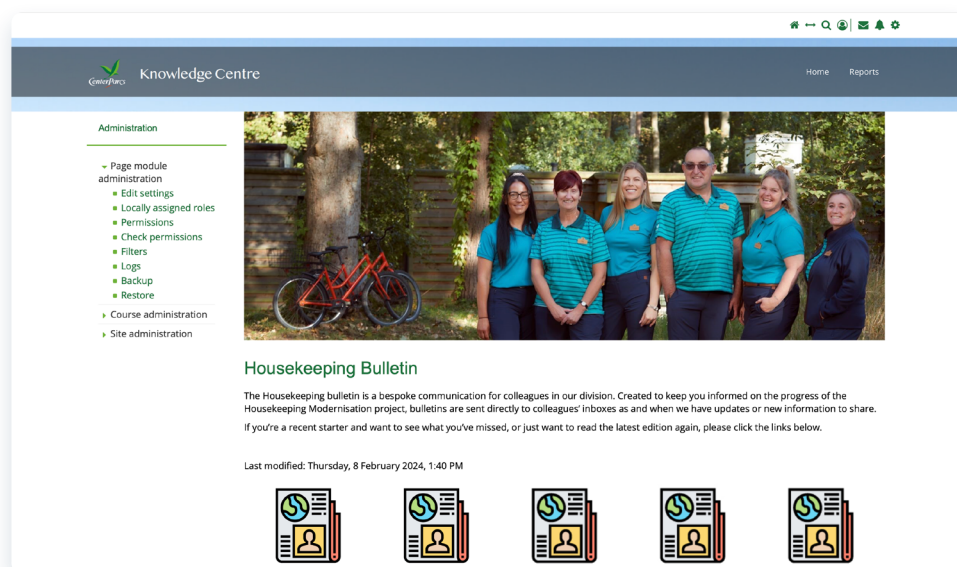 CenterParcs Knowledge Centre
Home Reports
Administration
Page module
administration
Edit settings
Locally assigned roles
Permissions
Check permissions
Filters
Logs
Backup
Restore
Course administration
Site administration
Housekeeping Bulletin
The Housekeeping bulletin is a bespoke communication for colleagues in our division. Created to keep you informed on the progress of the
Housekeeping Modernisation project, bulletins are sent directly to colleagues' inboxes as and when we have updates or new information to share.
If you're a recent starter and want to see what you've missed, or just want to read the latest edition again, please click the links below.
Last modified: Thursday, 8 February 2024, 1:40 PM